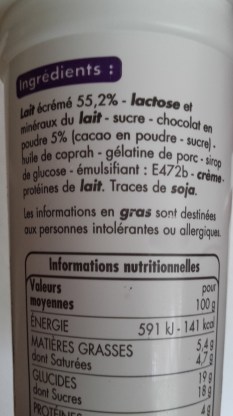 Ingrédients :
Lait écrémé 55,2% - lactose et
minéraux du lait - sucre - chocolat en
poudre 5% (cacao en poudre - sucre) -
huile de coprah - gélatine de porc - sirop
de glucose - émulsifiant : E472b - crème -
protéines de lait. Traces de soja.
Les informations en gras sont destinées
aux personnes intolérantes ou allergiques.
Informations nutritionnelles
Valeurs pour
moyennes 100 g
ÉNERGIE 591 kJ - 141 kcal
MATIÈRES GRASSES 5,4 g
dont Saturées 4,7 g
GLUCIDES 19 g
dont Sucres 18 g
PROTÉINES